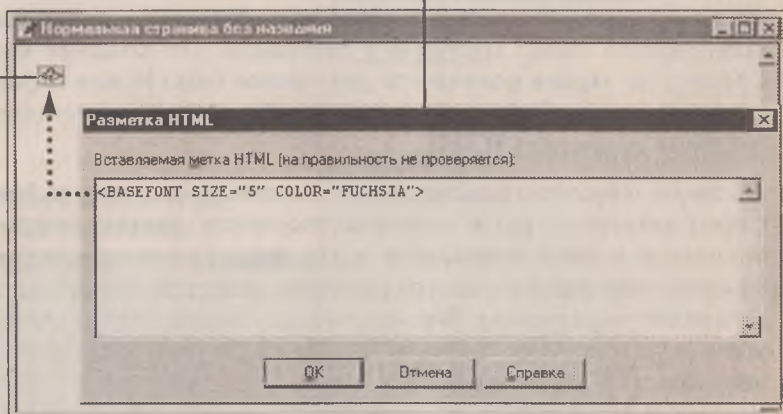 Нормальная страница без названия
Разметка HTML
Вставляемая метка HTML (на правильность не проверяется):
<BASEFONT SIZE="5" COLOR="FUCHSIA">
OK Отмена Справка